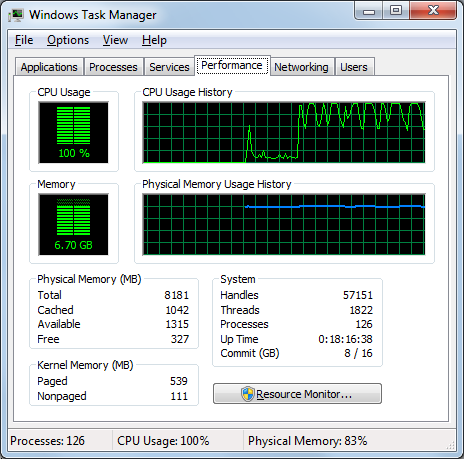 Windows Task Manager
File Options View Help
Applications Processes Services Performance Networking Users
CPU Usage CPU Usage History
100 %
Memory Physical Memory Usage History
6.70 GB
Physical Memory (MB)
Total 8181
Cached 1042
Available 1315
Free 327
Kernel Memory (MB)
Paged 539
Nonpaged 111
System
Handles 57151
Threads 1822
Processes 126
Up Time 0:18:16:38
Commit (GB) 8 / 16
Resource Monitor...
Processes: 126 CPU Usage: 100% Physical Memory: 83%